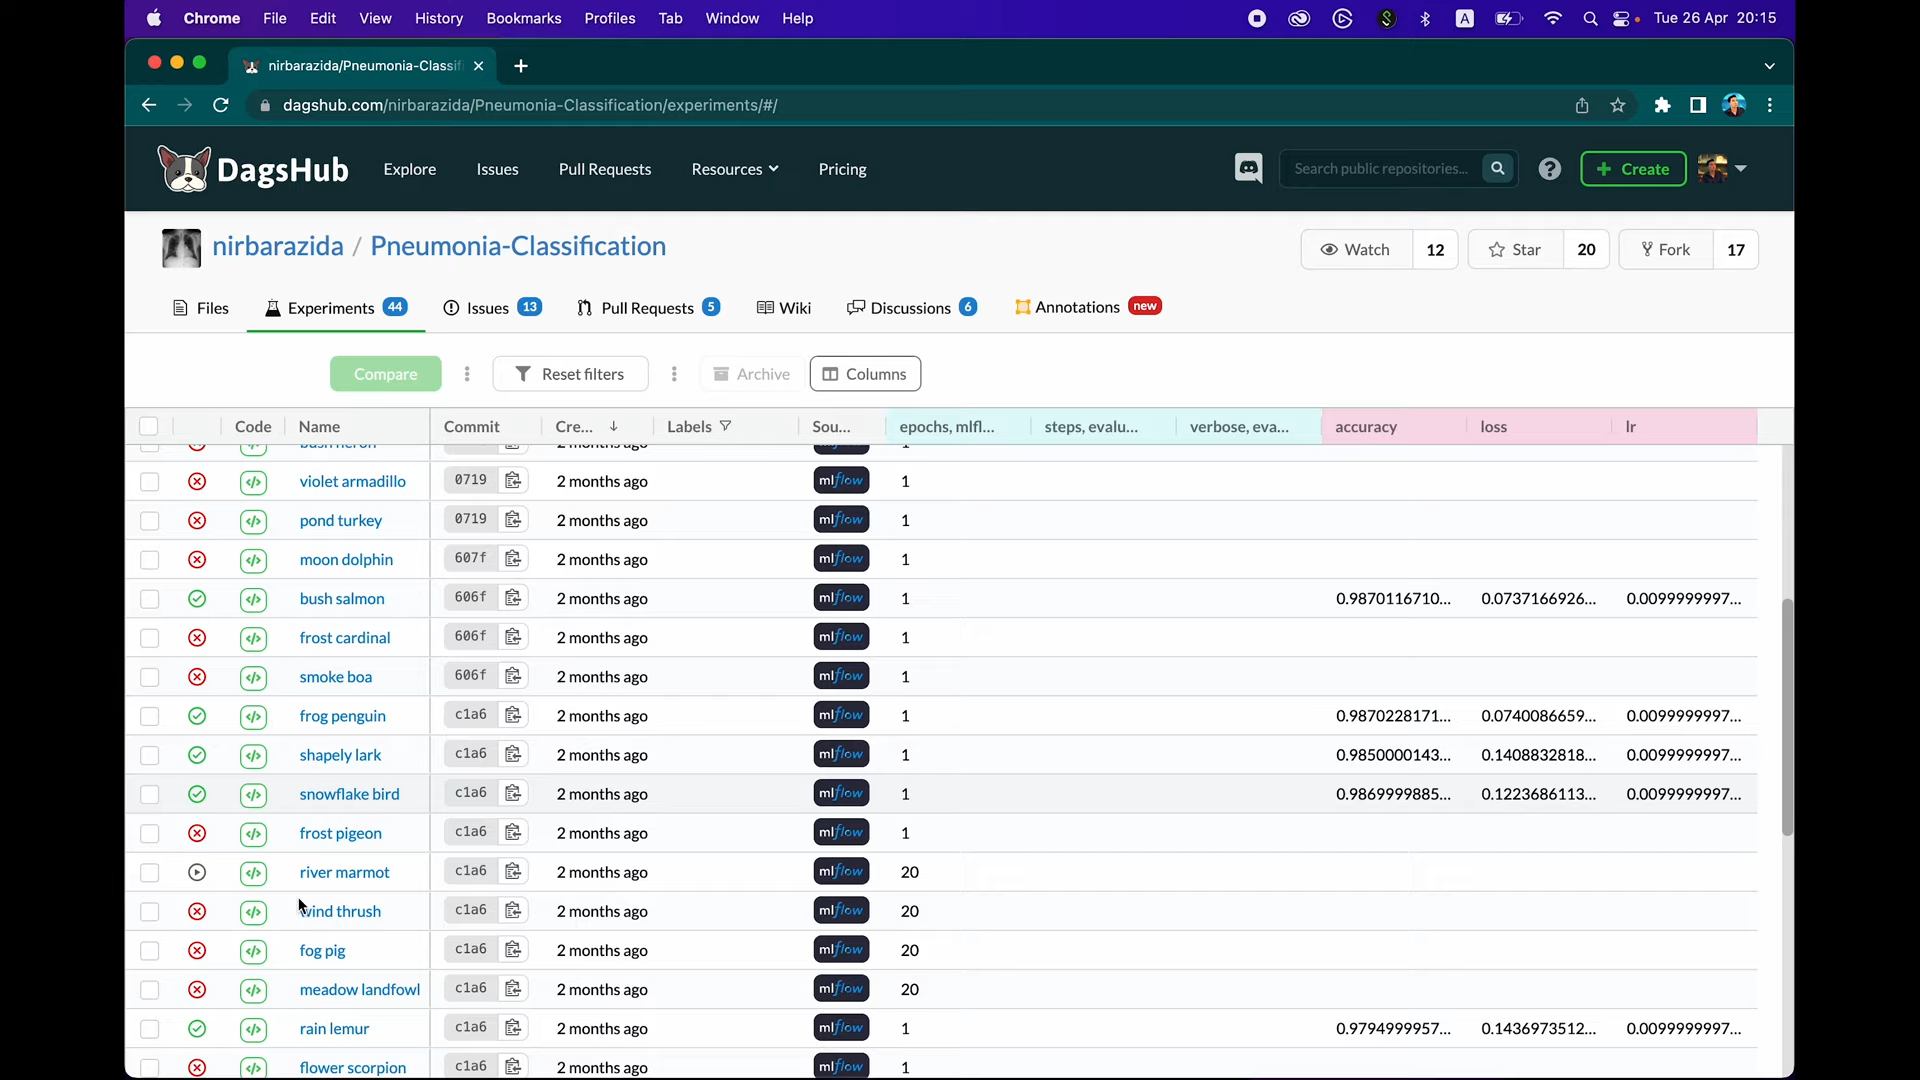 Chrome File Edit View History Bookmarks Profiles Tab Window Help A Tue 26 Apr 20:15
nirbarazida/Pneumonia-Classifi
dagshub.com/nirbarazida/Pneumonia-Classification/experiments/#/
DagsHub Explore Issues Pull Requests Resources Pricing Search public repositories... ? + Create
nirbarazida / Pneumonia-Classification Watch 12 Star 20 Fork 17
Files Experiments 44 Issues 13 Pull Requests 5 Wiki Discussions 6 Annotations new
Compare Reset filters Archive Columns
Code Name Commit Cre... ↓ Labels Sou... epochs, mlfl... steps, evalu... verbose, eva... accuracy loss lr
violet armadillo 0719 2 months ago mlflow 1
pond turkey 0719 2 months ago mlflow 1
moon dolphin 607f 2 months ago mlflow 1
bush salmon 606f 2 months ago mlflow 1 0.9870116710... 0.0737166926... 0.0099999997...
frost cardinal 606f 2 months ago mlflow 1
smoke boa 606f 2 months ago mlflow 1
frog penguin c1a6 2 months ago mlflow 1 0.9870228171... 0.0740086659... 0.0099999997...
shapely lark c1a6 2 months ago mlflow 1 0.9850000143... 0.1408832818... 0.0099999997...
snowflake bird c1a6 2 months ago mlflow 1 0.9869999885... 0.1223686113... 0.0099999997...
frost pigeon c1a6 2 months ago mlflow 1
river marmot c1a6 2 months ago mlflow 20
wind thrush c1a6 2 months ago mlflow 20
fog pig c1a6 2 months ago mlflow 20
meadow landfowl c1a6 2 months ago mlflow 20
rain lemur c1a6 2 months ago mlflow 1 0.9794999957... 0.1436973512... 0.0099999997...
flower scorpion c1a6 2 months ago mlflow 1